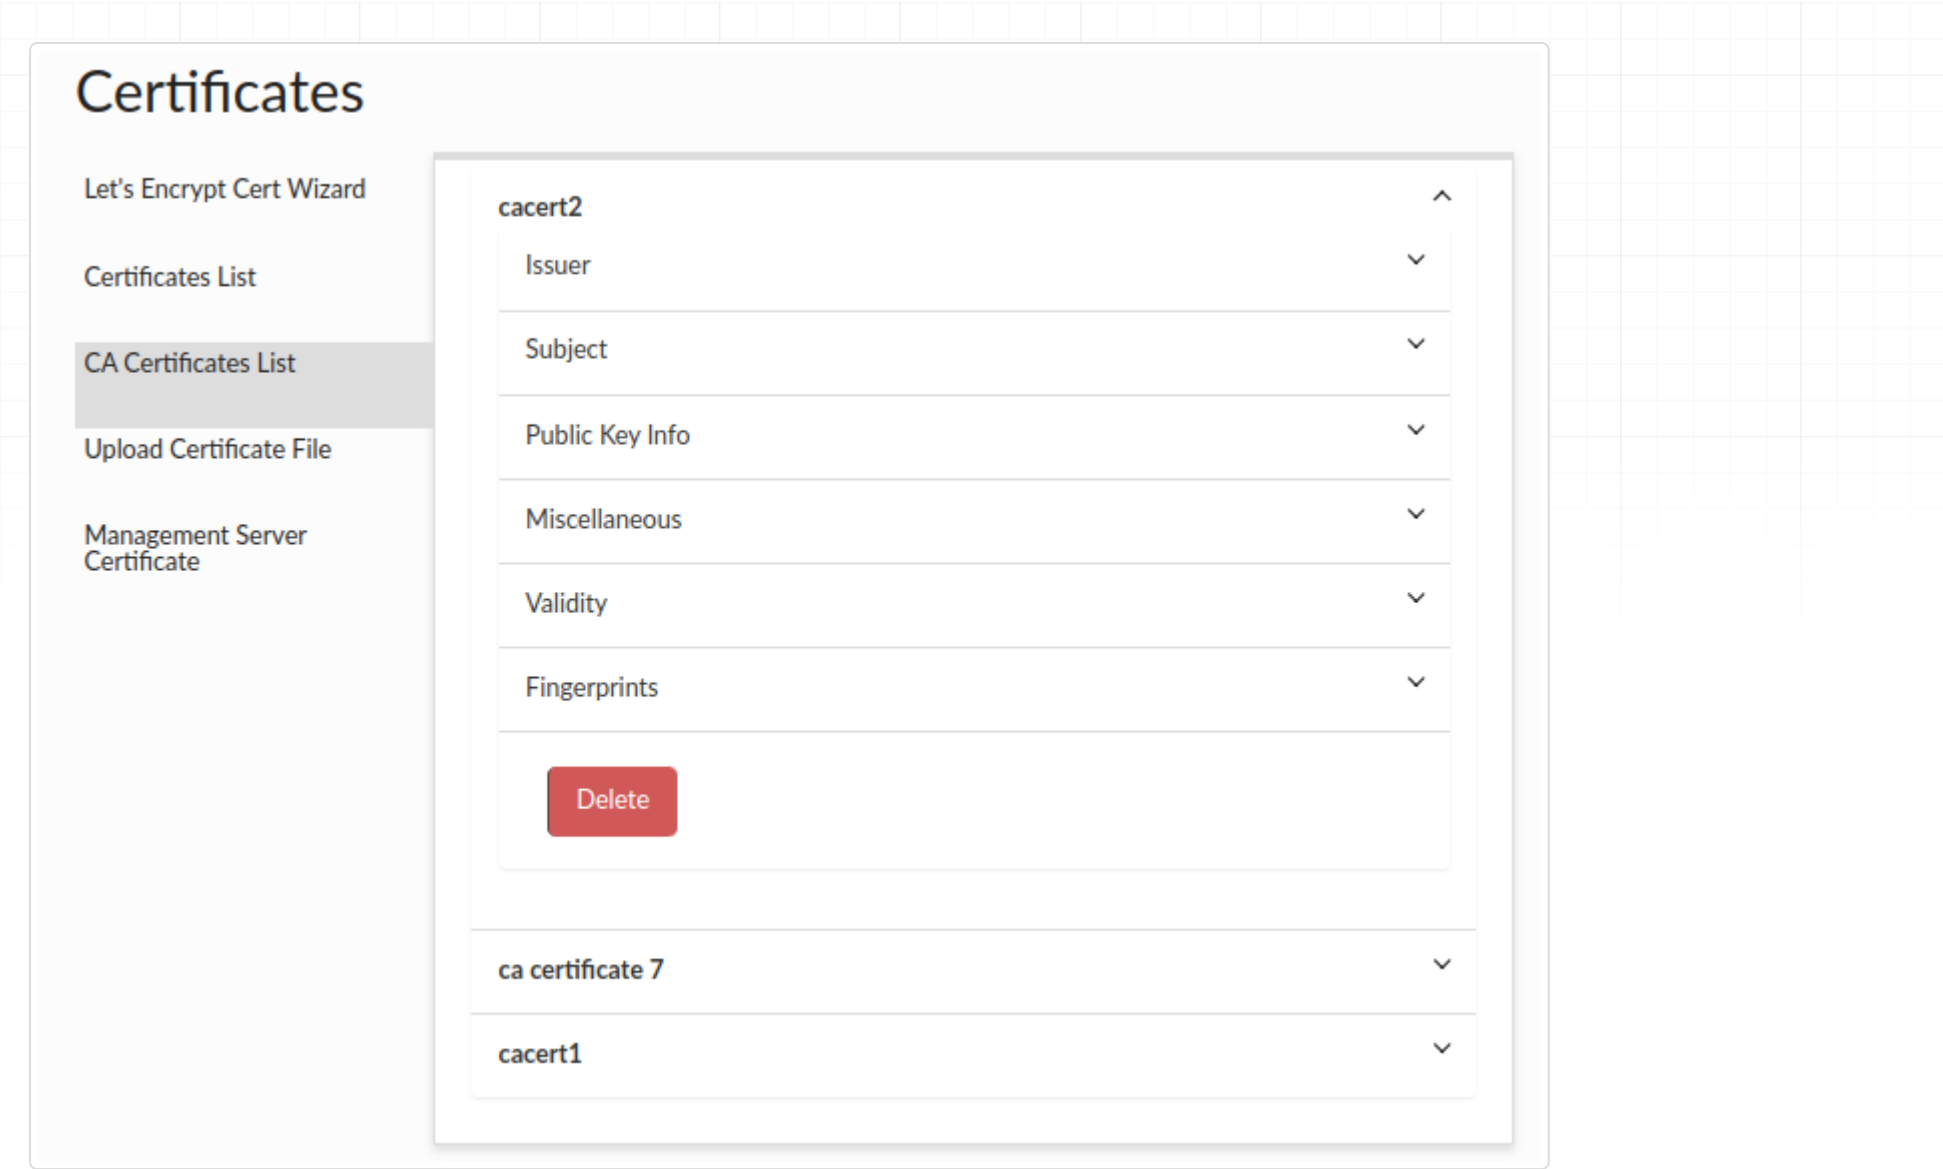 Certificates
Let's Encrypt Cert Wizard
Certificates List
CA Certificates List
Upload Certificate File
Management Server
Certificate
cacert2
Issuer
Subject
Public Key Info
Miscellaneous
Validity
Fingerprints
Delete
ca certificate 7
cacert1